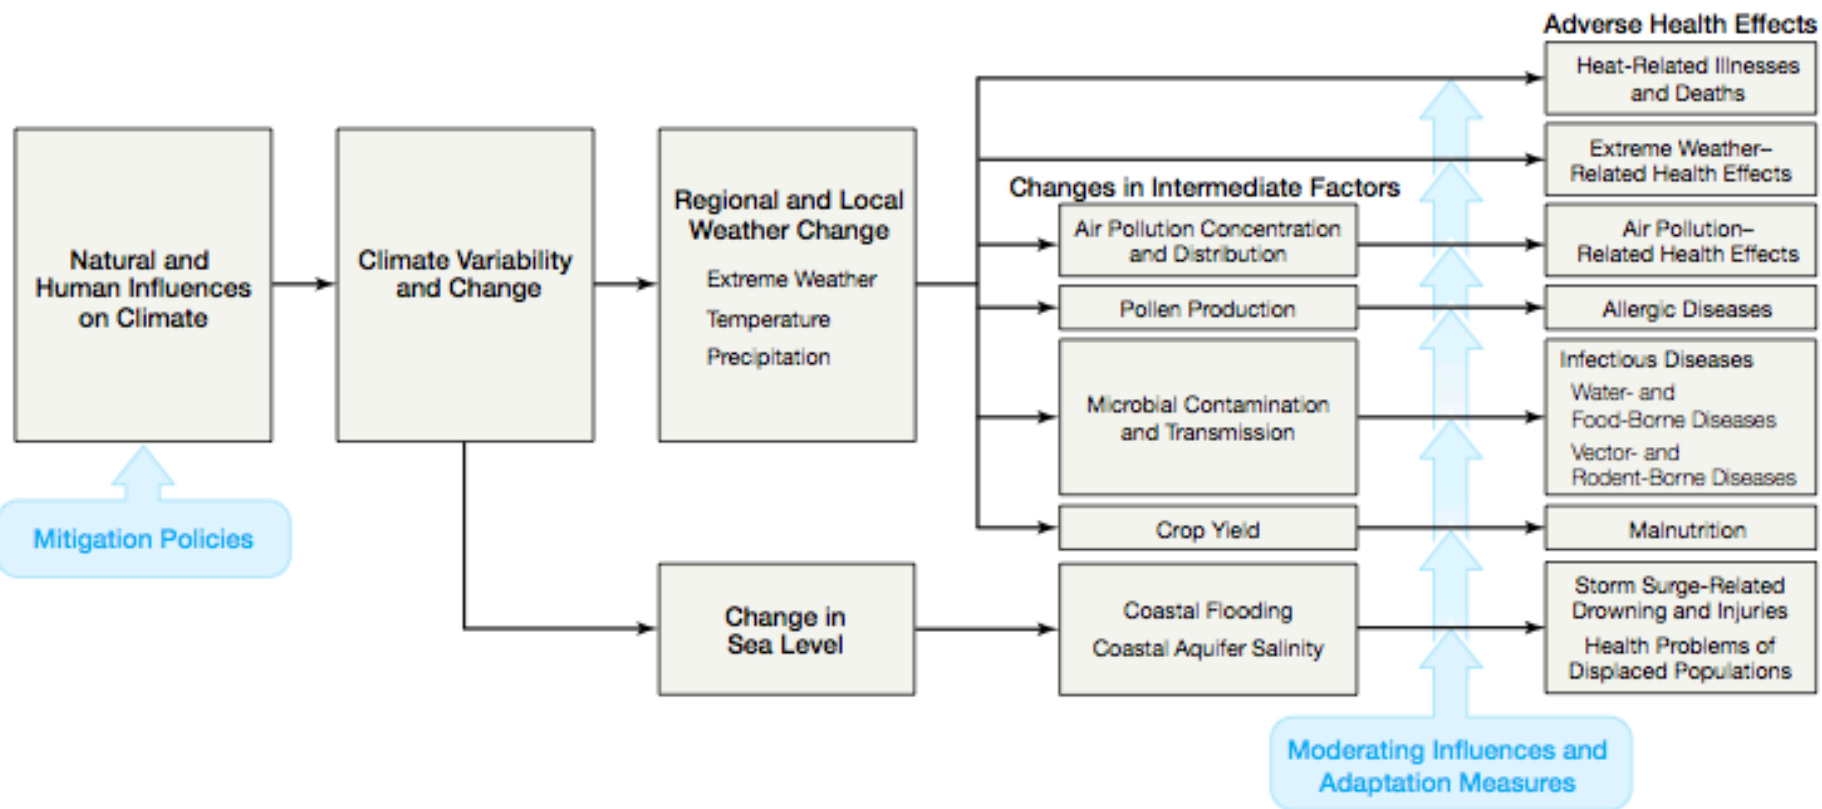 Adverse Health Effects
Heat-Related Illnesses
and Deaths
Extreme Weather–
Related Health Effects
Changes in Intermediate Factors
Regional and Local
Weather Change
Extreme Weather
Temperature
Precipitation
Natural and
Human Influences
on Climate
Climate Variability
and Change
Air Pollution Concentration
and Distribution
Air Pollution–
Related Health Effects
Pollen Production
Allergic Diseases
Microbial Contamination
and Transmission
Infectious Diseases
Water- and
Food-Borne Diseases
Vector- and
Rodent-Borne Diseases
Mitigation Policies
Crop Yield
Malnutrition
Change in
Sea Level
Coastal Flooding
Coastal Aquifer Salinity
Storm Surge-Related
Drowning and Injuries
Health Problems of
Displaced Populations
Moderating Influences and
Adaptation Measures